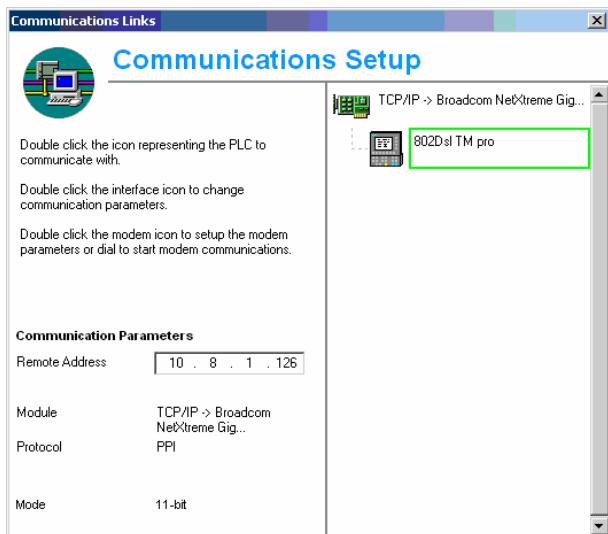 Communications Links
Communications Setup
Double click the icon representing the PLC to
communicate with.
Double click the interface icon to change
communication parameters.
Double click the modem icon to setup the modem
parameters or dial to start modem communications.
Communication Parameters
Remote Address 10 . 8 . 1 . 126
Module TCP/IP -> Broadcom
NetXtreme Gig...
Protocol PPI
Mode 11-bit
TCP/IP -> Broadcom NetXtreme Gig...
802Dsl TM pro